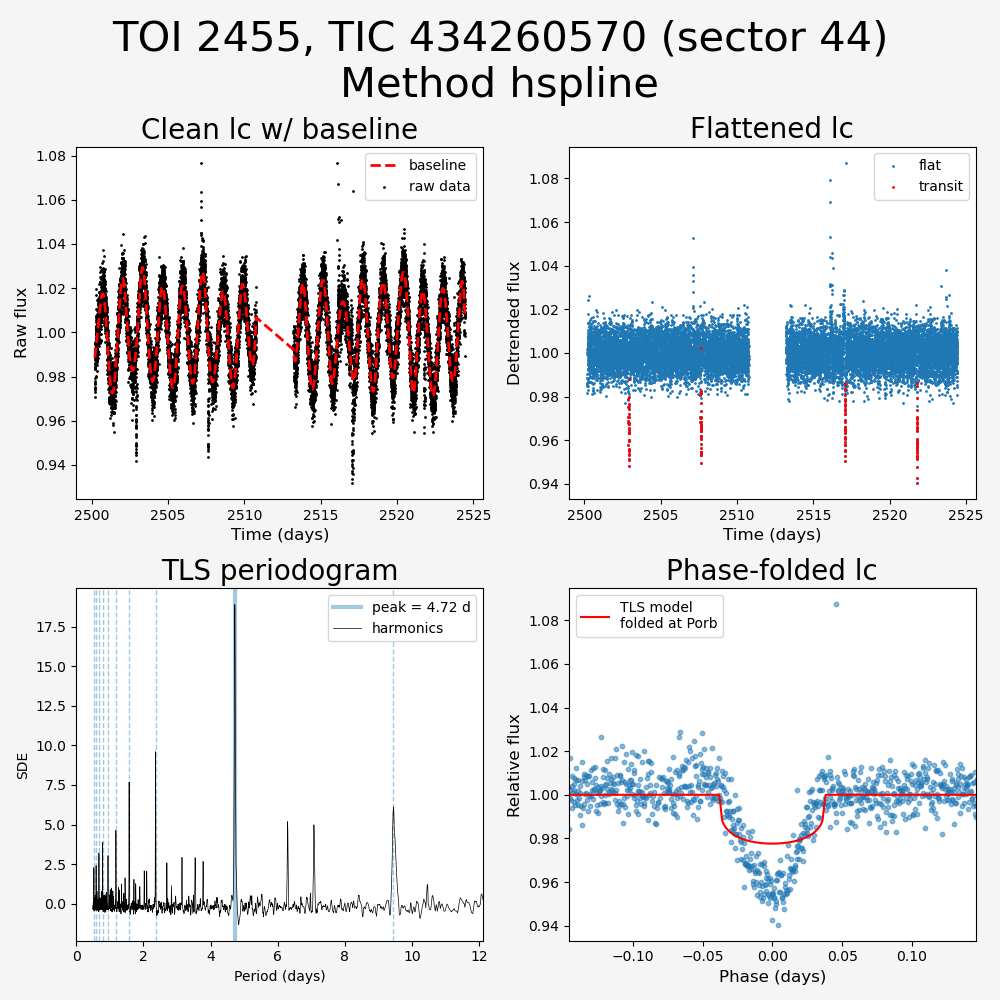 TOI 2455, TIC 434260570 (sector 44)
Method hspline
Clean lc w/ baseline
Raw flux
1.08
1.06
1.04
1.02
1.00
0.98
0.96
0.94
baseline
raw data
2500
2505
2510
2515
2520
2525
Time (days)
Flattened lc
Detrended flux
1.08
1.06
1.04
1.02
1.00
0.98
0.96
0.94
flat
transit
2500
2505
2510
2515
2520
2525
Time (days)
TLS periodogram
SDE
17.5
15.0
12.5
10.0
7.5
5.0
2.5
0.0
peak = 4.72 d
harmonics
0
2
4
6
8
10
12
Period (days)
Phase-folded lc
Relative flux
1.08
1.06
1.04
1.02
1.00
0.98
0.96
0.94
TLS model
folded at Porb
−0.10
−0.05
0.00
0.05
0.10
Phase (days)